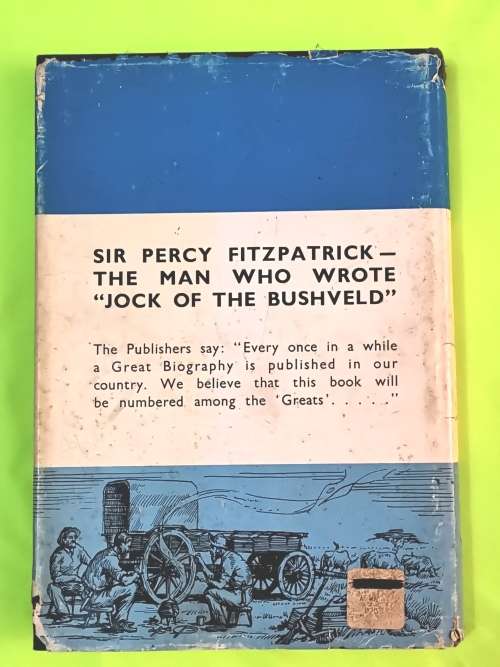 SIR PERCY FITZPATRICK—
THE MAN WHO WROTE
“JOCK OF THE BUSHVELD”
The Publishers say: “Every once in a while
a Great Biography is published in our
country. We believe that this book will
be numbered among the ‘Greats’. . . . . .”